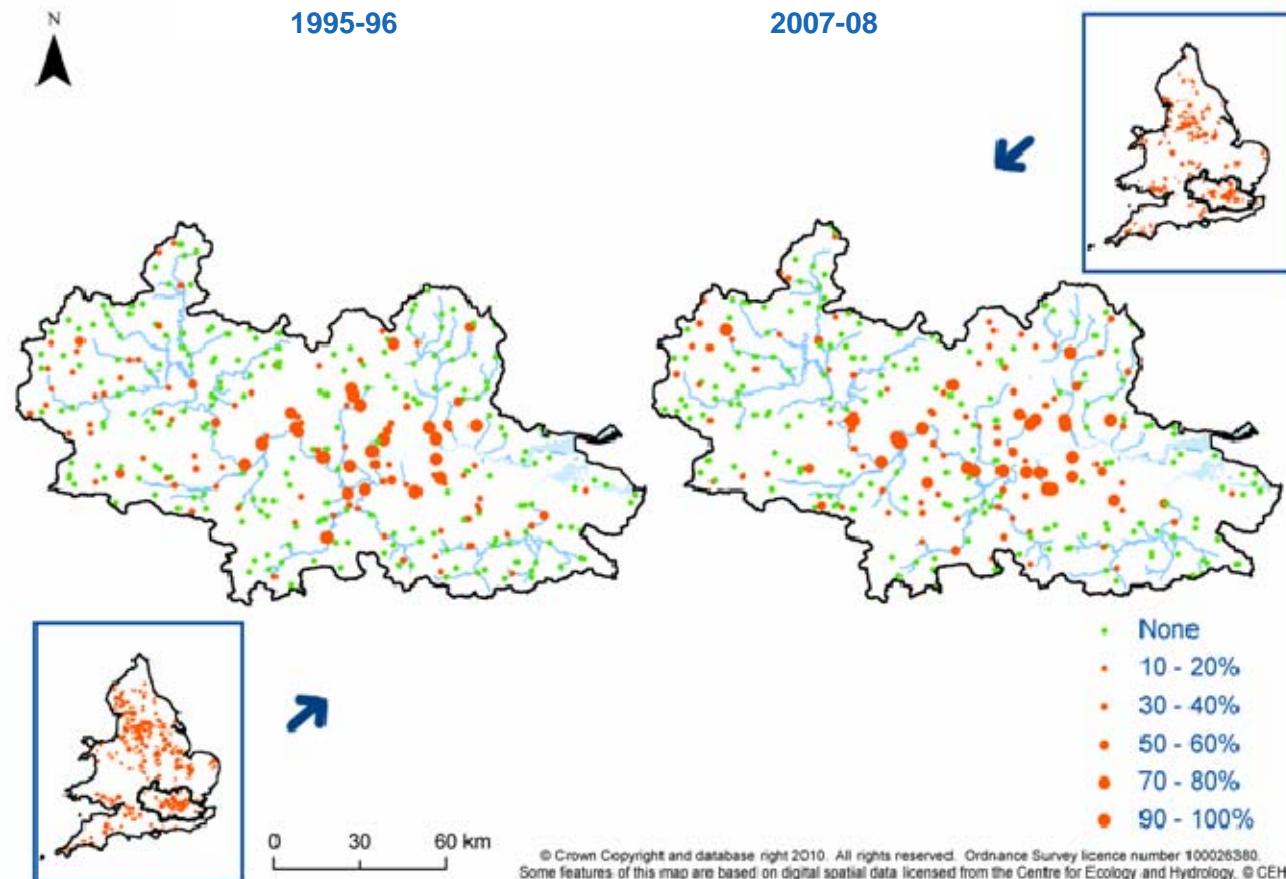 1995-96
2007-08
N
None
10 - 20%
30 - 40%
50 - 60%
70 - 80%
90 - 100%
0 30 60 km
© Crown Copyright and database right 2010. All rights reserved. Ordnance Survey licence number 100026380.
Some features of this map are based on digital spatial data licensed from the Centre for Ecology and Hydrology, © CEH